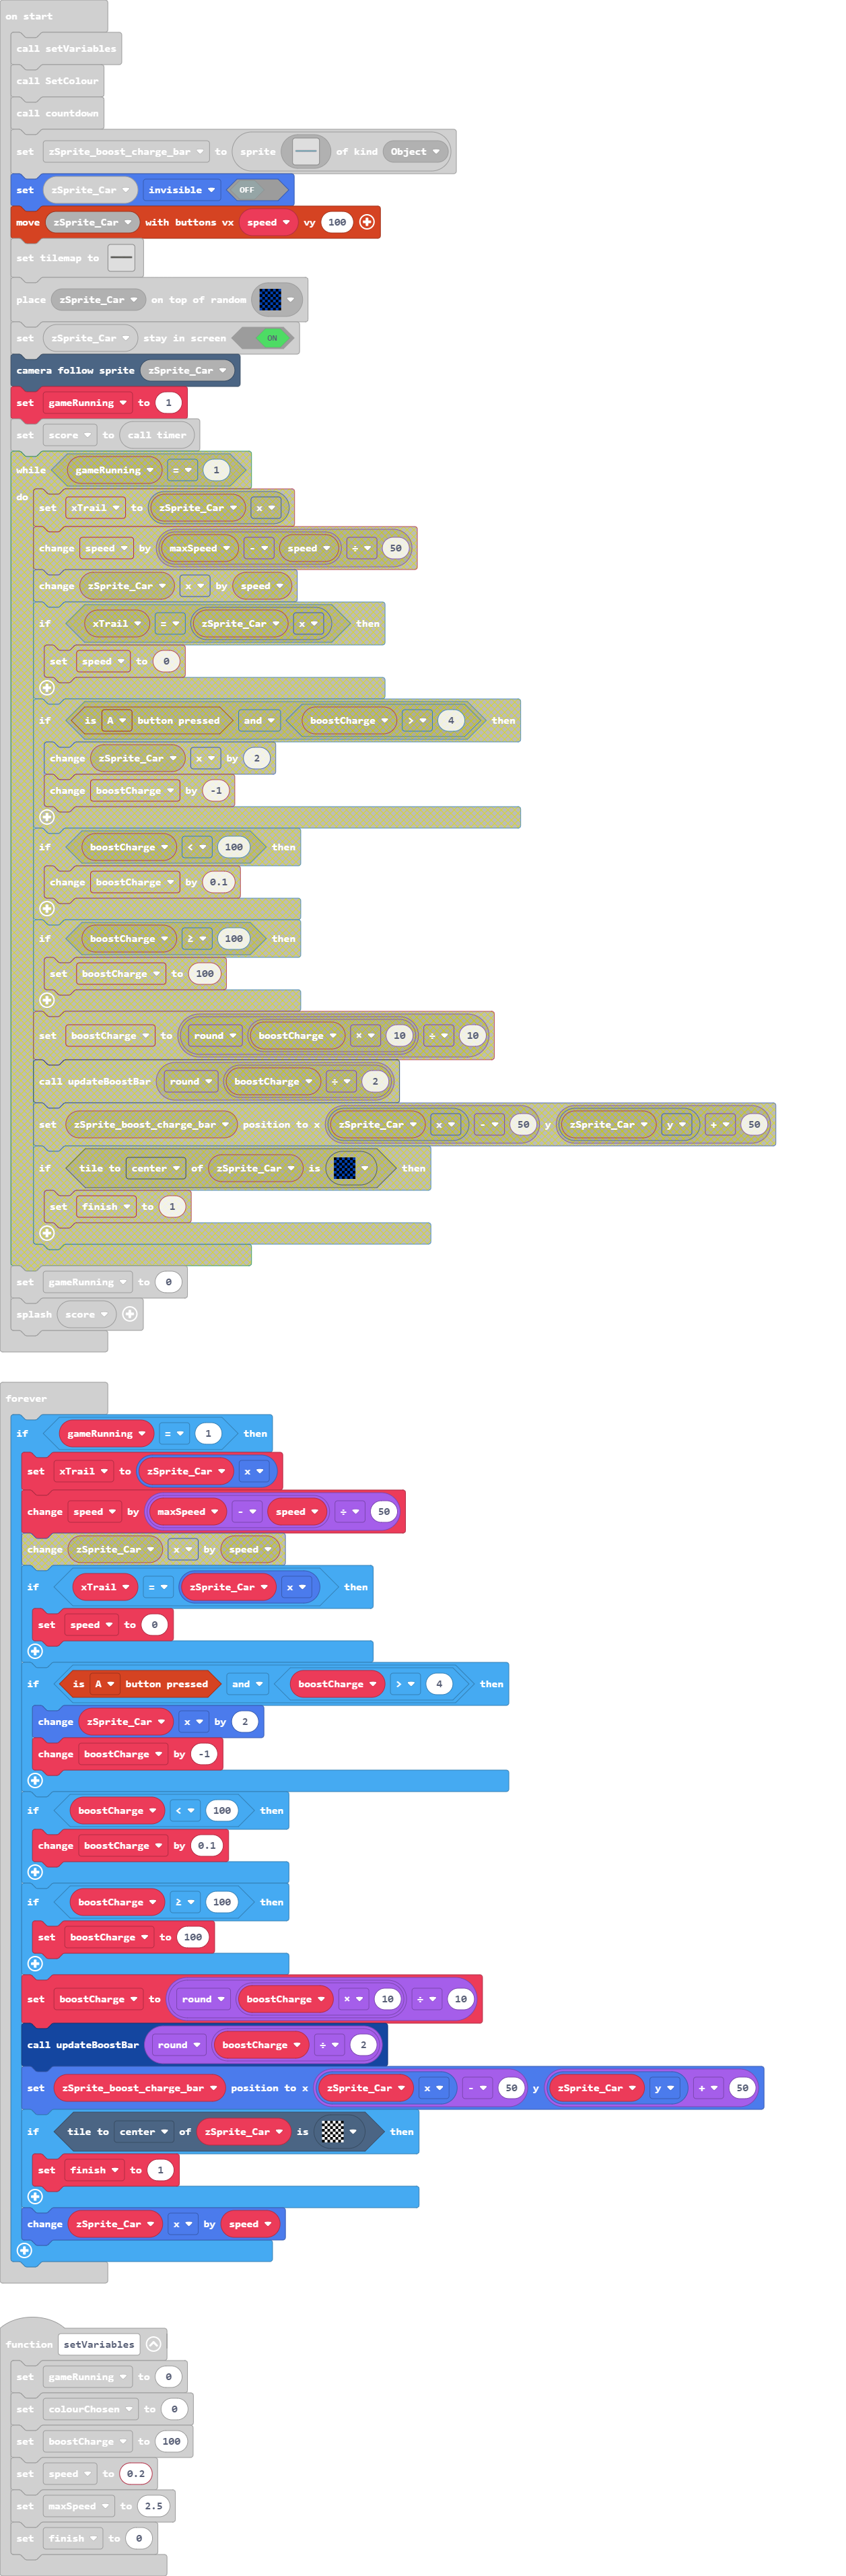 on start
call setVariables
call SetColour
call countdown
set zSprite_boost_charge_bar to sprite of kind Object
set zSprite_Car invisible OFF
move zSprite_Car with buttons vx speed vy 100
set tilemap to
place zSprite_Car on top of random
set zSprite_Car stay in screen ON
camera follow sprite zSprite_Car
set gameRunning to 1
set score to call timer
while gameRunning = 1
do set xTrail to zSprite_Car x
change speed by maxSpeed - speed ÷ 50
change zSprite_Car x by speed
if xTrail = zSprite_Car x then
set speed to 0
if is A button pressed and boostCharge > 4 then
change zSprite_Car x by 2
change boostCharge by -1
if boostCharge < 100 then
change boostCharge by 0.1
if boostCharge ≥ 100 then
set boostCharge to 100
set boostCharge to round boostCharge × 10 ÷ 10
call updateBoostBar round boostCharge ÷ 2
set zSprite_boost_charge_bar position to x zSprite_Car x - 50 y zSprite_Car y + 50
if tile to center of zSprite_Car is then
set finish to 1
set gameRunning to 0
splash score
forever
if gameRunning = 1 then
set xTrail to zSprite_Car x
change speed by maxSpeed - speed ÷ 50
change zSprite_Car x by speed
if xTrail = zSprite_Car x then
set speed to 0
if is A button pressed and boostCharge > 4 then
change zSprite_Car x by 2
change boostCharge by -1
if boostCharge < 100 then
change boostCharge by 0.1
if boostCharge ≥ 100 then
set boostCharge to 100
set boostCharge to round boostCharge × 10 ÷ 10
call updateBoostBar round boostCharge ÷ 2
set zSprite_boost_charge_bar position to x zSprite_Car x - 50 y zSprite_Car y + 50
if tile to center of zSprite_Car is then
set finish to 1
change zSprite_Car x by speed
function setVariables
set gameRunning to 0
set colourChosen to 0
set boostCharge to 100
set speed to 0.2
set maxSpeed to 2.5
set finish to 0